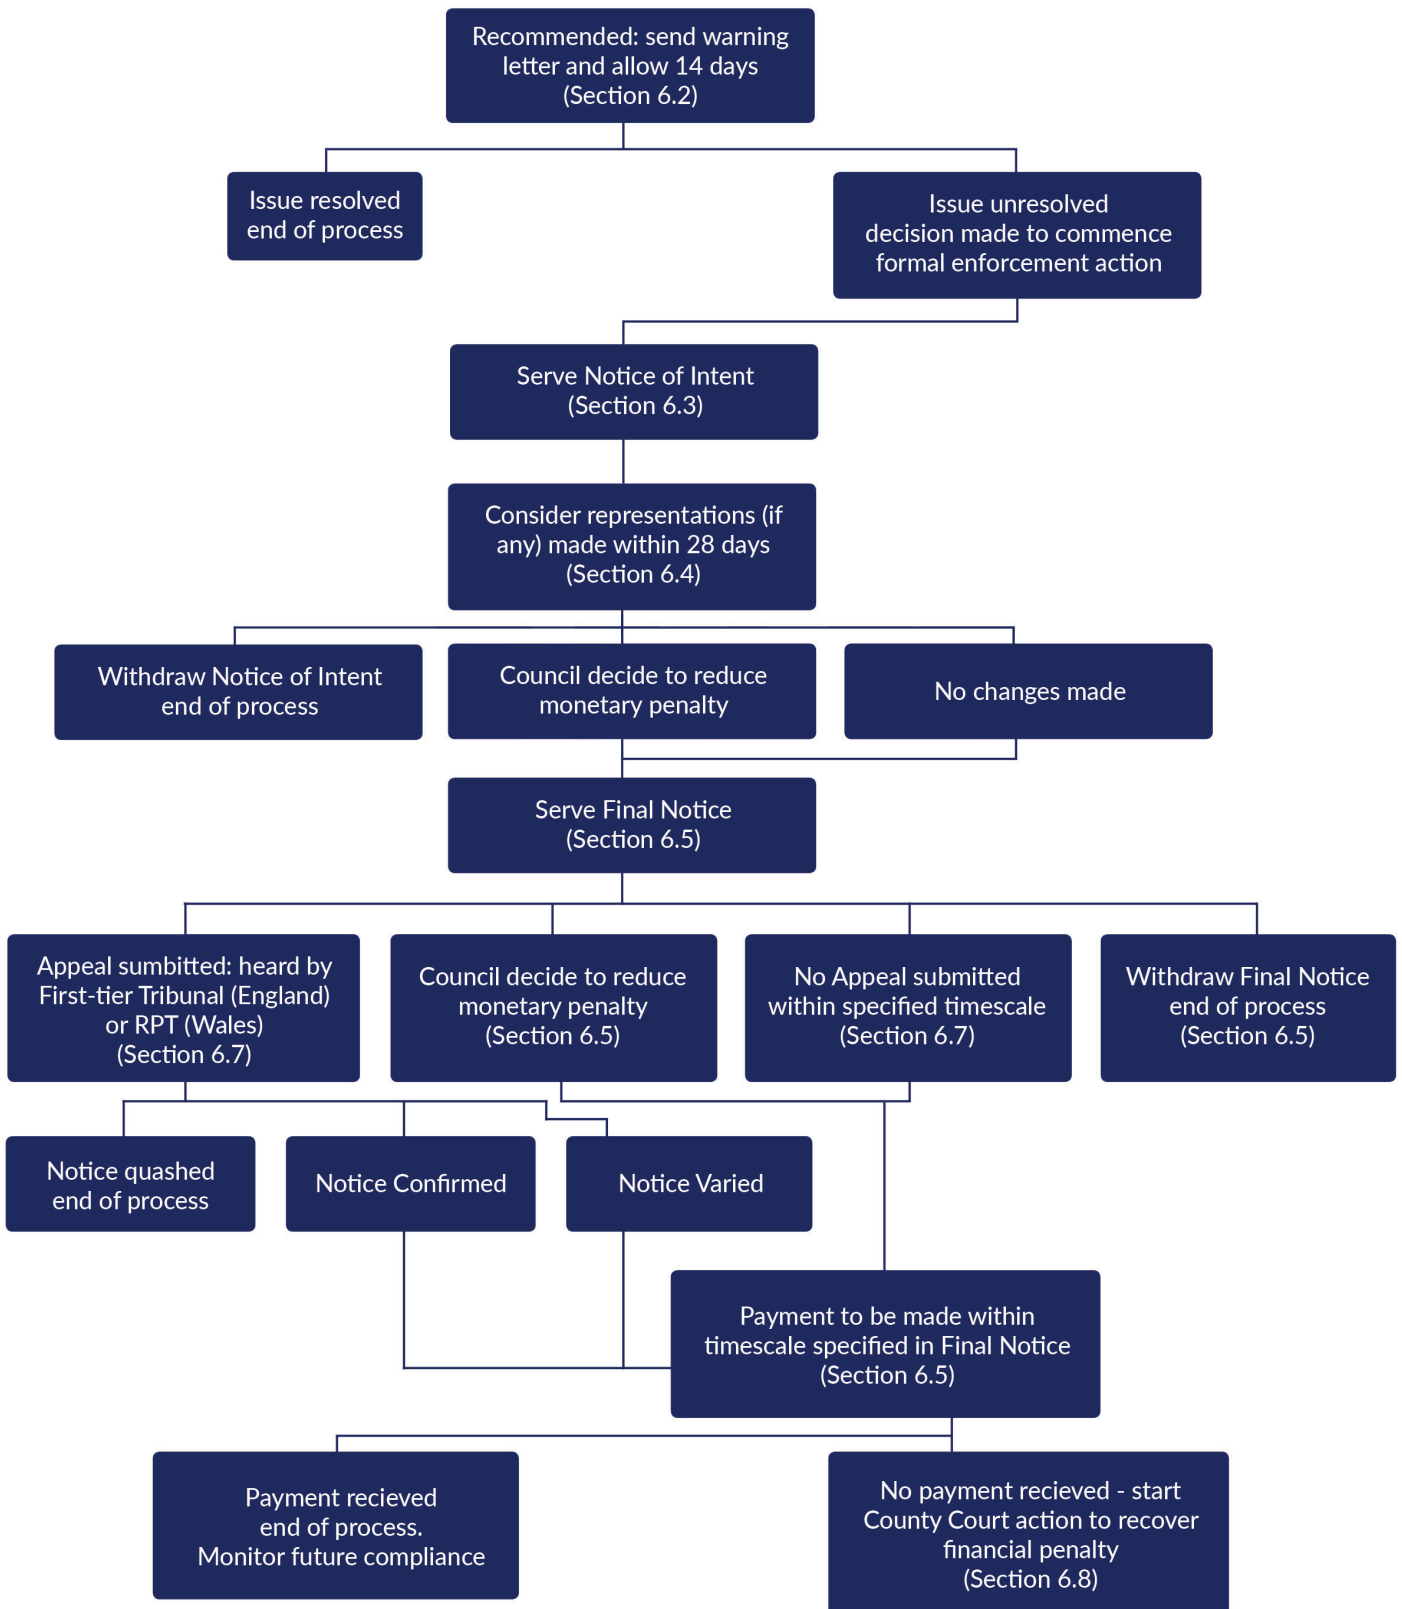 Recommended: send warning
letter and allow 14 days
(Section 6.2)
Issue resolved
end of process
Issue unresolved
decision made to commence
formal enforcement action
Serve Notice of Intent
(Section 6.3)
Consider representations (if
any) made within 28 days
(Section 6.4)
Withdraw Notice of Intent
end of process
Council decide to reduce
monetary penalty
No changes made
Serve Final Notice
(Section 6.5)
Appeal sumbitted: heard by
First-tier Tribunal (England)
or RPT (Wales)
(Section 6.7)
Council decide to reduce
monetary penalty
(Section 6.5)
No Appeal submitted
within specified timescale
(Section 6.7)
Withdraw Final Notice
end of process
(Section 6.5)
Notice quashed
end of process
Notice Confirmed
Notice Varied
Payment to be made within
timescale specified in Final Notice
(Section 6.5)
Payment recieved
end of process.
Monitor future compliance
No payment recieved - start
County Court action to recover
financial penalty
(Section 6.8)